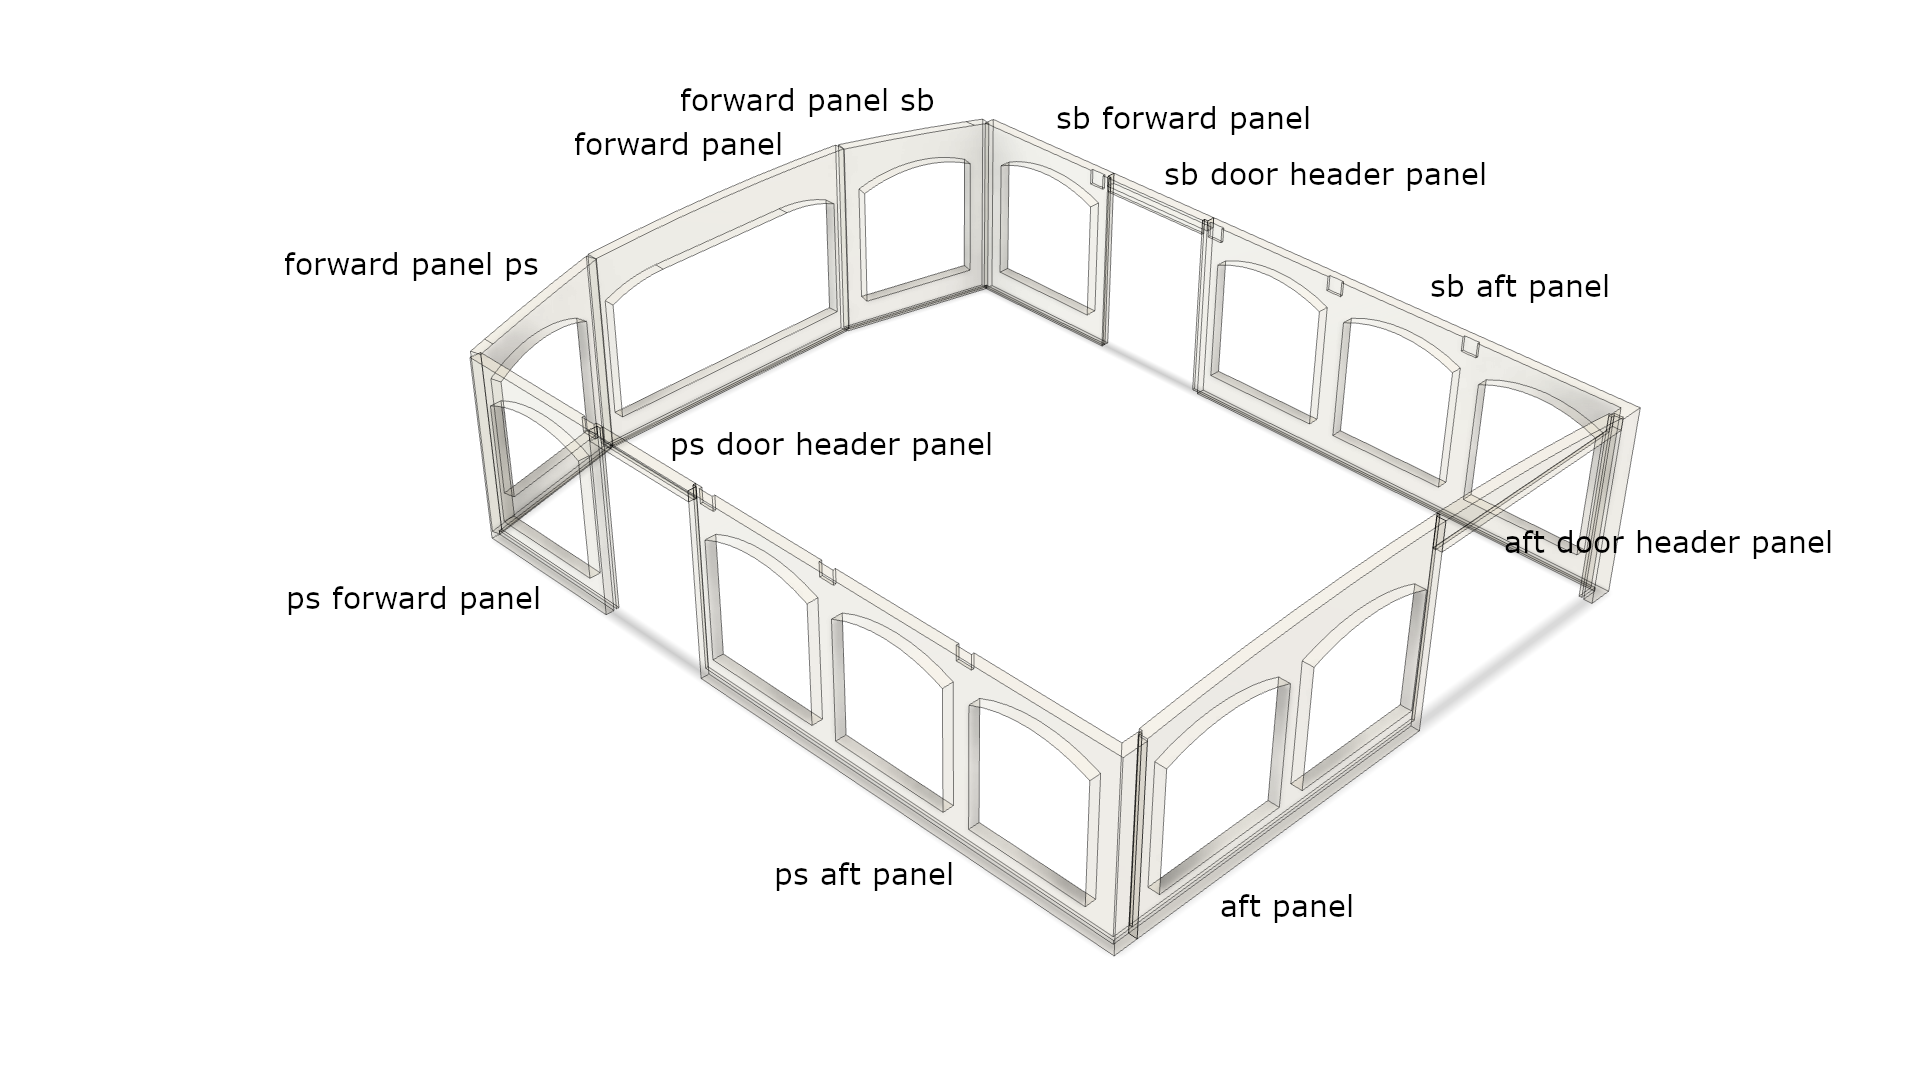 forward panel sb
sb forward panel
forward panel
sb door header panel
forward panel ps
sb aft panel
ps door header panel
aft door header panel
ps forward panel
ps aft panel
aft panel